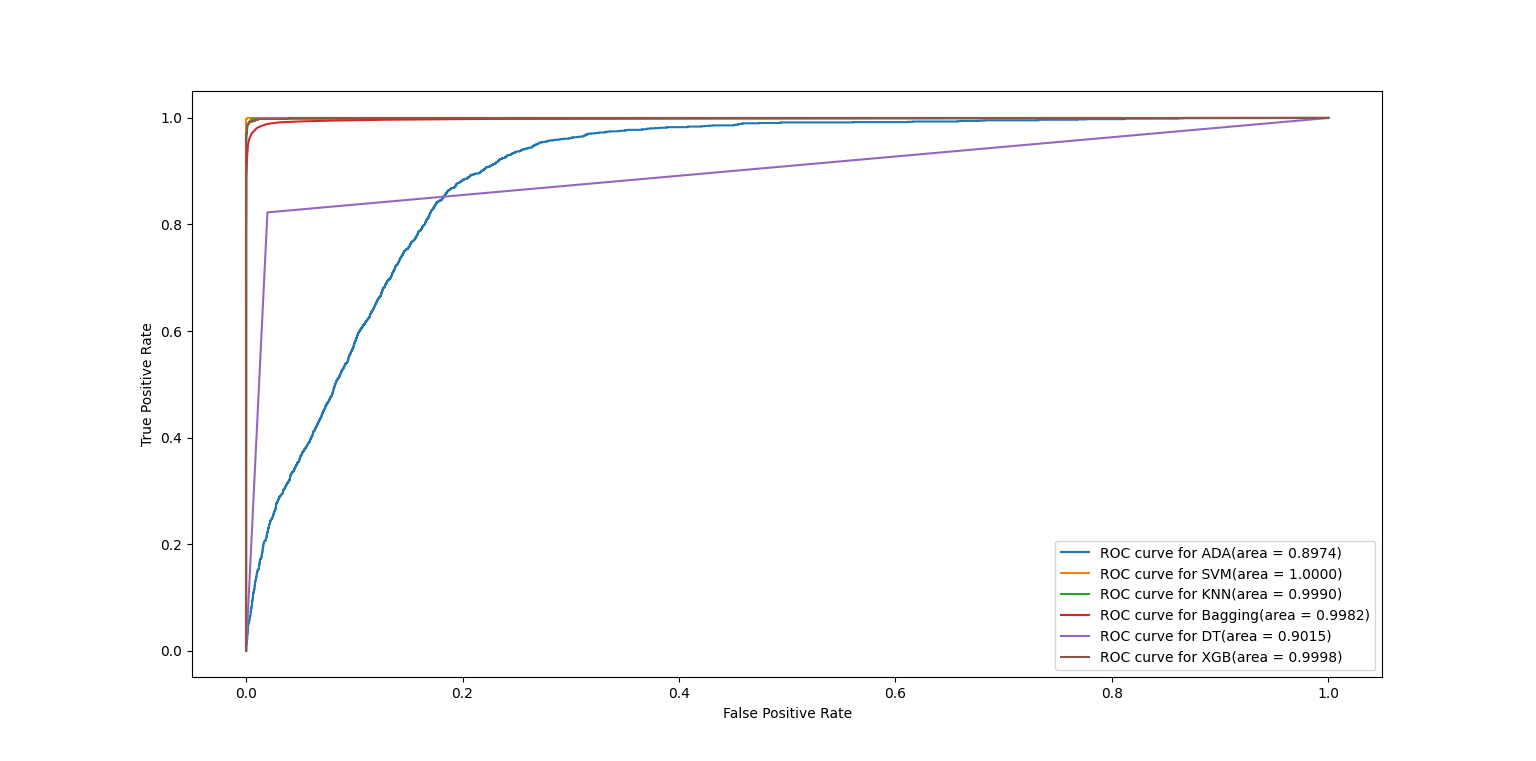 1.0
0.8
0.6
0.4
0.2
0.0
True Positive Rate
ROC curve for ADA(area = 0.8974)
ROC curve for SVM(area = 1.0000)
ROC curve for KNN(area = 0.9990)
ROC curve for Bagging(area = 0.9982)
ROC curve for DT(area = 0.9015)
ROC curve for XGB(area = 0.9998)
0.0 0.2 0.4 0.6 0.8 1.0
False Positive Rate